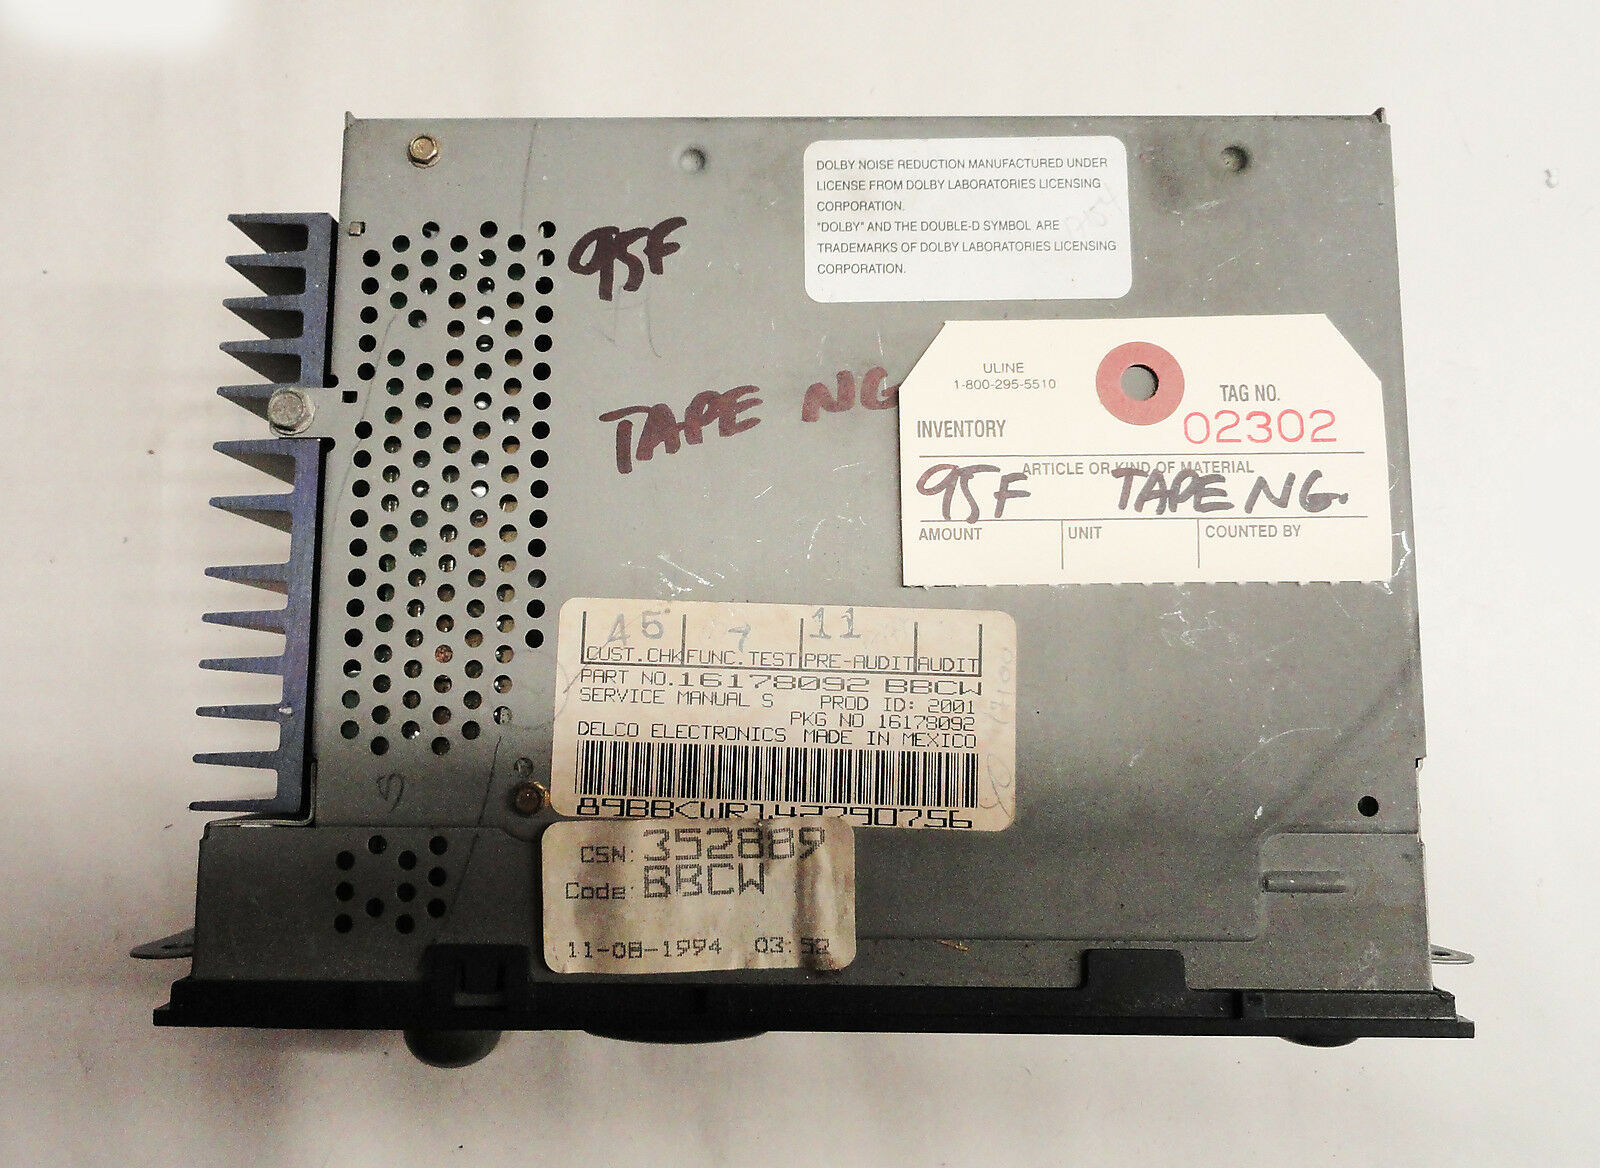 DOLBY NOISE REDUCTION MANUFACTURED UNDER
LICENSE FROM DOLBY LABORATORIES LICENSING
CORPORATION.
"DOLBY" AND THE DOUBLE-D SYMBOL ARE
TRADEMARKS OF DOLBY LABORATORIES LICENSING
CORPORATION.
95F
TAPE NG.
ULINE
1-800-295-5510
TAG NO.
02302
INVENTORY
ARTICLE OR KIND OF MATERIAL
95F TAPE NG.
AMOUNT UNIT COUNTED BY
A5 7 11
CUST.CHK FUNC.TEST PRE-AUDIT AUDIT
PART NO. 16178092 BBCW
SERVICE MANUAL S PROD ID: 2001
PKG NO 16178092
DELCO ELECTRONICS MADE IN MEXICO
89BBCWR142790756
CSN: 352889
Code: BBCW
11-08-1994 03:52